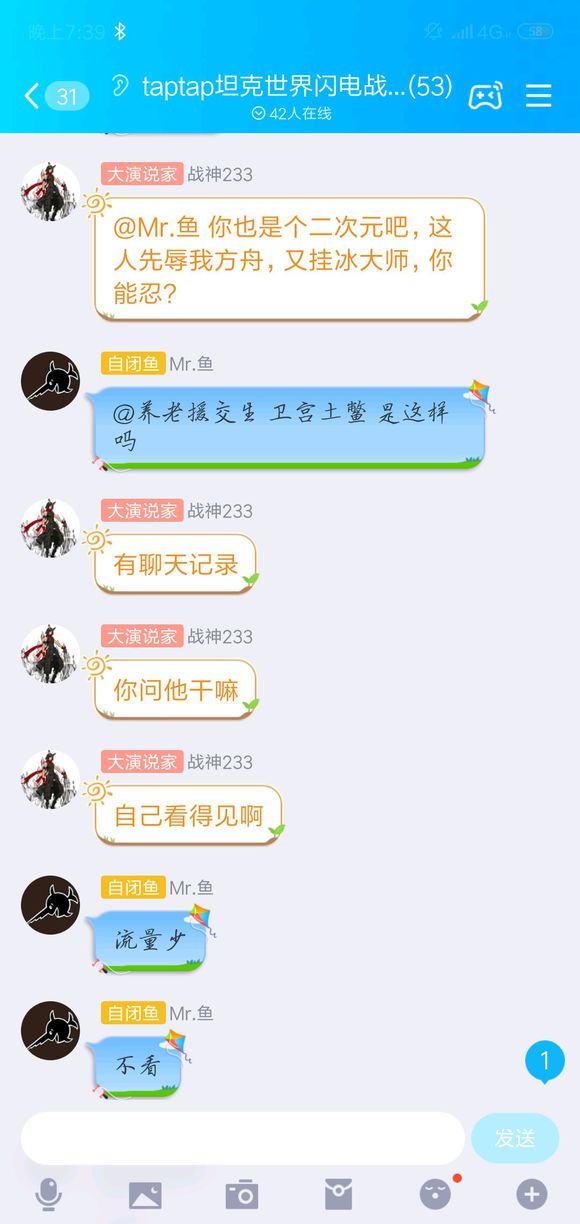 晚上7:39
4G
58
31
taptap坦克世界闪电战...(53)
42人在线
大演说家 战神233
@Mr.鱼 你也是个二次元吧，这
人先辱我方舟，又挂冰大师，你
能忍？
自闭鱼 Mr.鱼
@养老援交生 卫宫土鳖 是这样
吗
大演说家 战神233
有聊天记录
大演说家 战神233
你问他干嘛
大演说家 战神233
自己看得见啊
自闭鱼 Mr.鱼
流量少
自闭鱼 Mr.鱼
不看
1
发送